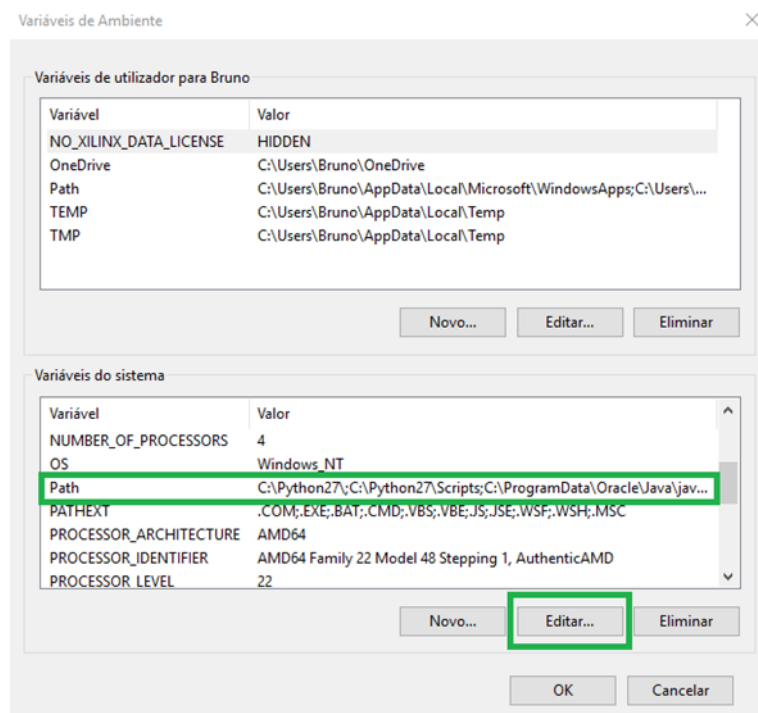 Variáveis de Ambiente
Variáveis de utilizador para Bruno
Variável Valor
NO_XILINX_DATA_LICENSE HIDDEN
OneDrive C:\Users\Bruno\OneDrive
Path C:\Users\Bruno\AppData\Local\Microsoft\WindowsApps;C:\Users\...
TEMP C:\Users\Bruno\AppData\Local\Temp
TMP C:\Users\Bruno\AppData\Local\Temp
Novo... Editar... Eliminar
Variáveis do sistema
Variável Valor
NUMBER_OF_PROCESSORS 4
OS Windows_NT
Path C:\Python27\;C:\Python27\Scripts;C:\ProgramData\Oracle\Java\jav...
PATHEXT .COM;.EXE;.BAT;.CMD;.VBS;.VBE;.JS;.JSE;.WSF;.WSH;.MSC
PROCESSOR_ARCHITECTURE AMD64
PROCESSOR_IDENTIFIER AMD64 Family 22 Model 48 Stepping 1, AuthenticAMD
PROCESSOR_LEVEL 22
Novo... Editar... Eliminar
OK Cancelar